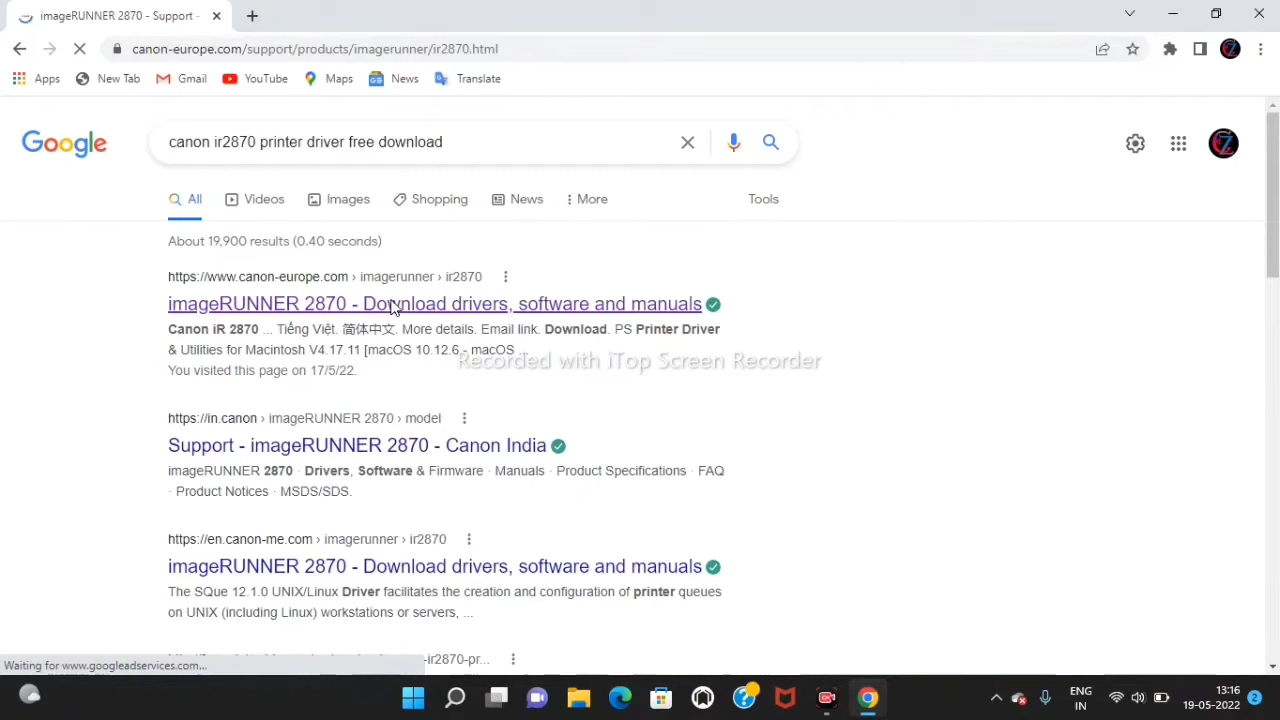 imageRUNNER 2870 - Support -
canon-europe.com/support/products/imagerunner/ir2870.html
Apps New Tab Gmail YouTube Maps News Translate
Google
canon ir2870 printer driver free download
All Videos Images Shopping News More Tools
About 19,900 results (0.40 seconds)
https://www.canon-europe.com › imagerunner › ir2870
imageRUNNER 2870 - Download drivers, software and manuals
Canon iR 2870 ... Tiếng Việt. 简体中文. More details. Email link. Download. PS Printer Driver
& Utilities for Macintosh V4.17.11 [macOS 10.12.6 - macOS ...
You visited this page on 17/5/22.
Recorded with iTop Screen Recorder
https://in.canon › imageRUNNER 2870 › model
Support - imageRUNNER 2870 - Canon India
imageRUNNER 2870 · Drivers, Software & Firmware · Manuals · Product Specifications · FAQ
· Product Notices · MSDS/SDS.
https://en.canon-me.com › imagerunner › ir2870
imageRUNNER 2870 - Download drivers, software and manuals
The SQue 12.1.0 UNIX/Linux Driver facilitates the creation and configuration of printer queues
on UNIX (including Linux) workstations or servers, ...
-ir2870-pr...
Waiting for www.googleadservices.com...
ENG
IN
13:16
19-05-2022
2